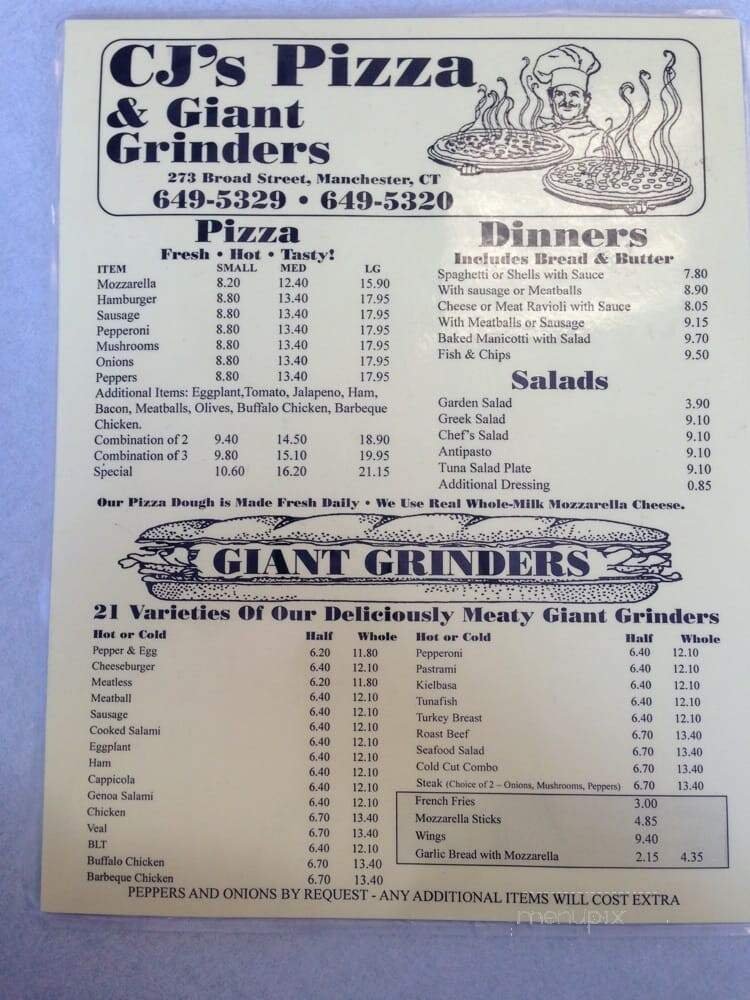 CJ's Pizza
& Giant
Grinders
273 Broad Street, Manchester, CT
649-5329 • 649-5320
Pizza
Fresh • Hot • Tasty!
ITEM SMALL MED LG
Mozzarella 8.20 12.40 15.90
Hamburger 8.80 13.40 17.95
Sausage 8.80 13.40 17.95
Pepperoni 8.80 13.40 17.95
Mushrooms 8.80 13.40 17.95
Onions 8.80 13.40 17.95
Peppers 8.80 13.40 17.95
Additional Items: Eggplant,Tomato, Jalapeno, Ham,
Bacon, Meatballs, Olives, Buffalo Chicken, Barbeque
Chicken.
Combination of 2 9.40 14.50 18.90
Combination of 3 9.80 15.10 19.95
Special 10.60 16.20 21.15
Dinners
Includes Bread & Butter
Spaghetti or Shells with Sauce 7.80
With sausage or Meatballs 8.90
Cheese or Meat Ravioli with Sauce 8.05
With Meatballs or Sausage 9.15
Baked Manicotti with Salad 9.70
Fish & Chips 9.50
Salads
Garden Salad 3.90
Greek Salad 9.10
Chef's Salad 9.10
Antipasto 9.10
Tuna Salad Plate 9.10
Additional Dressing 0.85
Our Pizza Dough is Made Fresh Daily • We Use Real Whole-Milk Mozzarella Cheese.
GIANT GRINDERS
21 Varieties Of Our Deliciously Meaty Giant Grinders
Hot or Cold Half Whole
Pepper & Egg 6.20 11.80
Cheeseburger 6.40 12.10
Meatless 6.20 11.80
Meatball 6.40 12.10
Sausage 6.40 12.10
Cooked Salami 6.40 12.10
Eggplant 6.40 12.10
Ham 6.40 12.10
Cappicola 6.40 12.10
Genoa Salami 6.40 12.10
Chicken 6.70 13.40
Veal 6.70 13.40
BLT 6.40 12.10
Buffalo Chicken 6.70 13.40
Barbeque Chicken 6.70 13.40
Hot or Cold Half Whole
Pepperoni 6.40 12.10
Pastrami 6.40 12.10
Kielbasa 6.40 12.10
Tunafish 6.40 12.10
Turkey Breast 6.40 12.10
Roast Beef 6.70 13.40
Seafood Salad 6.70 13.40
Cold Cut Combo 6.70 13.40
Steak (Choice of 2 – Onions, Mushrooms, Peppers) 6.70 13.40
French Fries 3.00
Mozzarella Sticks 4.85
Wings 9.40
Garlic Bread with Mozzarella 2.15 4.35
PEPPERS AND ONIONS BY REQUEST - ANY ADDITIONAL ITEMS WILL COST EXTRA
menupix